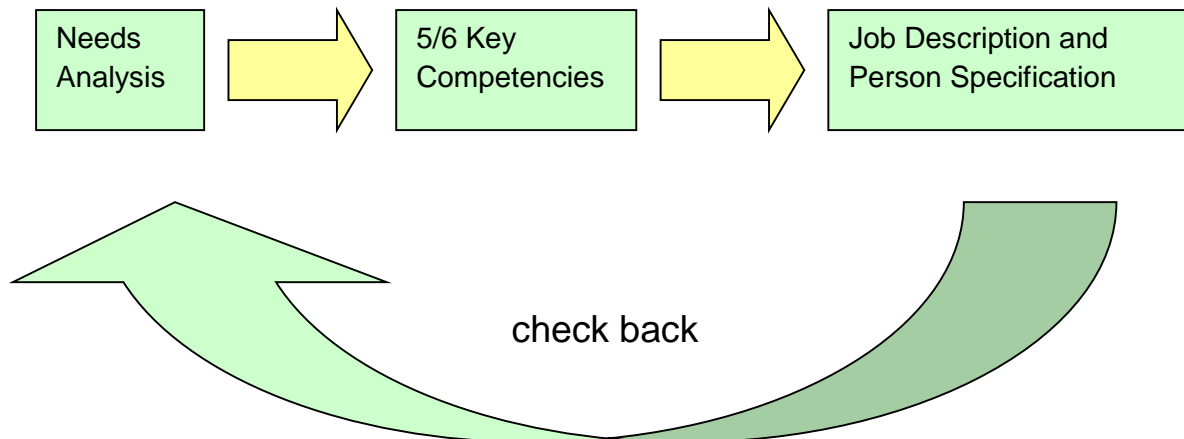 Needs
Analysis
5/6 Key
Competencies
Job Description and
Person Specification
check back